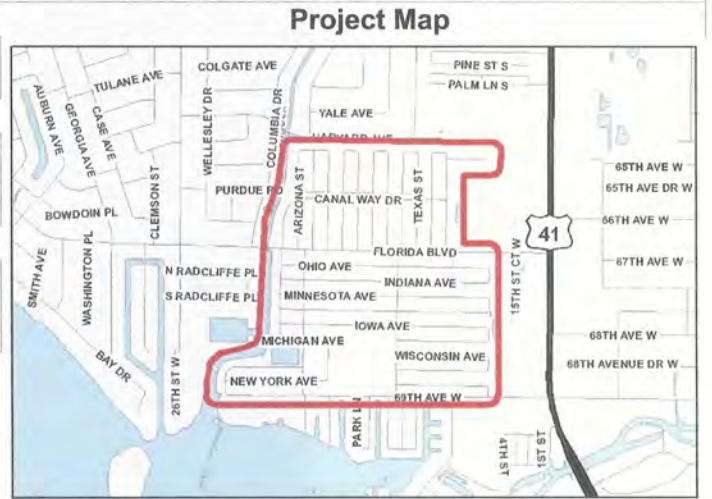 Project Map
COLGATE AVE
PINE ST S
TULANE AVE
PALM LN S
AUBURN AVE
GEORGIA AVE
CASE AVE
WELLESLEY DR
COLUMBIA DR
YALE AVE
HARVARD AVE
CLEMSON ST
PURDUE RD
ARIZONA ST
CANAL WAY DR
TEXAS ST
65TH AVE W
65TH AVE DR W
BOWDOIN PL
66TH AVE W
41
SMITH AVE
WASHINGTON PL
FLORIDA BLVD
15TH ST CT W
67TH AVE W
N RADCLIFFE PL
OHIO AVE
INDIANA AVE
S RADCLIFFE PL
MINNESOTA AVE
IOWA AVE
68TH AVE W
MICHIGAN AVE
BAY DR
26TH ST W
WISCONSIN AVE
68TH AVENUE DR W
NEW YORK AVE
69TH AVE W
PARK LN
4TH ST
1ST ST